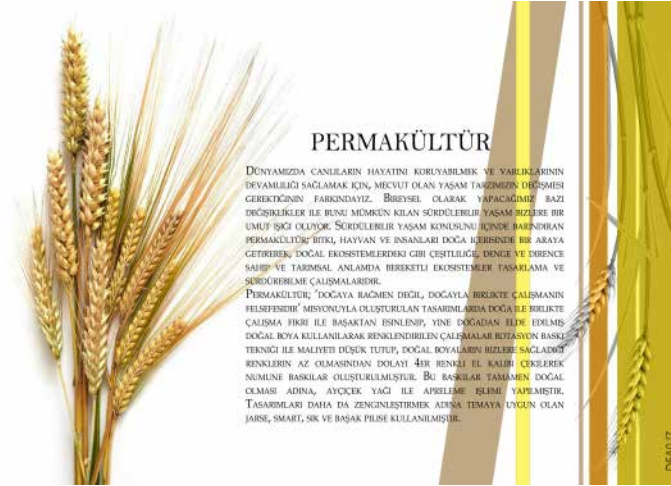 PERMAKÜLTÜR
DÜNYAMIZDA CANLILARIN HAYATINI KORUYABILMEK VE VARLIKLARININ
DEVAMLILIĞI SAĞLAMAK IÇIN, MECVUT OLAN YAŞAM TARZIMIZIN DEĞIŞMESI
GEREKTIĞININ FARKINDAYIZ. BIREYSEL OLARAK YAPACAĞIMIZ BAZI
DEĞIŞIKLIKLER ILE BUNU MÜMKÜN KILAN SÜRDÜLEBILIR YAŞAM BIZLERE BIR
UMUT IŞIĞI OLUYOR. SÜRDÜLEBILIR YAŞAM KONUSUNU IÇINDE BARINDIRAN
PERMAKÜLTÜR; BITKI, HAYVAN VE INSANLARI DOĞA IÇERISINDE BIR ARAYA
GETIREREK, DOĞAL EKOSISTEMLERDEKI GIBI ÇEŞITLILIĞE, DENGE VE DIRENCE
SAHIP VE TARIMSAL ANLAMDA BEREKETLI EKOSISTEMLER TASARLAMA VE
SÜRDÜREBILME ÇALIŞMALARIDIR.
PERMAKÜLTÜR; 'DOĞAYA RAĞMEN DEĞIL, DOĞAYLA BIRLIKTE ÇALIŞMANIN
FELSEFESIDIR' MISYONUYLA OLUŞTURULAN TASARIMLARDA DOĞA ILE BIRLIKTE
ÇALIŞMA FIKRI ILE BAŞAKTAN ESINLENIP, YINE DOĞADAN ELDE EDILMIŞ
DOĞAL BOYA KULLANILARAK RENKLENDIRILEN ÇALIŞMALAR ROTASYON BASKI
TEKNIĞI ILE MALIYETI DÜŞÜK TUTUP, DOĞAL BOYALARIN BIZLERE SAĞLADIĞI
RENKLERIN AZ OLMASINDAN DOLAYI 4ER RENKLI EL KALIBI ÇEKILEREK
NUMUNE BASKILAR OLUŞTURULMUŞTUR. BU BASKILAR TAMAMEN DOĞAL
OLMASI ADINA, AYÇIÇEK YAĞI ILE APRELEME IŞLEMI YAPILMIŞTIR.
TASARIMLARI DAHA DA ZENGINLEŞTIRMEK ADINA TEMAYA UYGUN OLAN
JARSE, SMART, SIK VE BAŞAK PILISE KULLANILMIŞTIR.